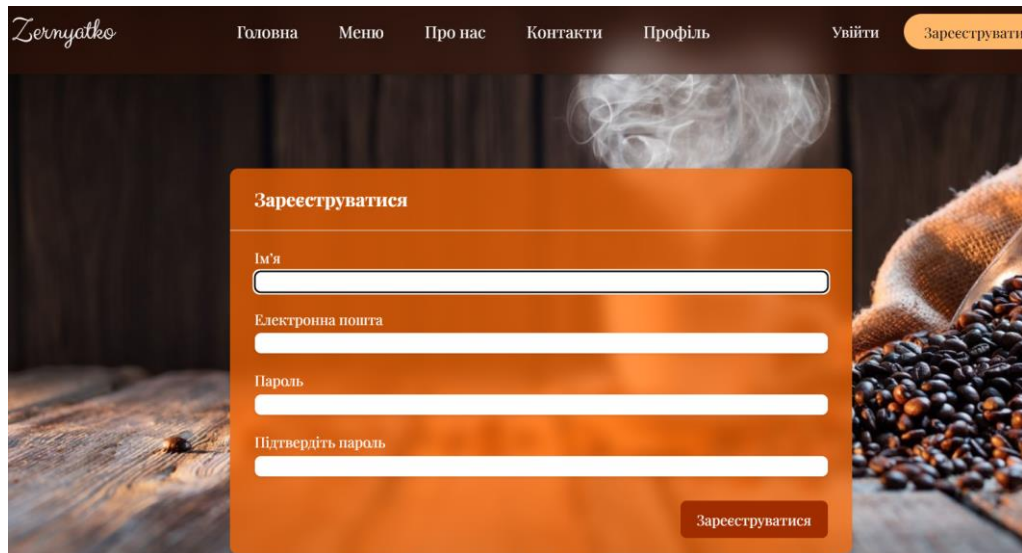 Zernyatko Головна Меню Про нас Контакти Профіль Увійти Зареєструвати
Зареєструватися
Ім'я
Електронна пошта
Пароль
Підтвердіть пароль
Зареєструватися